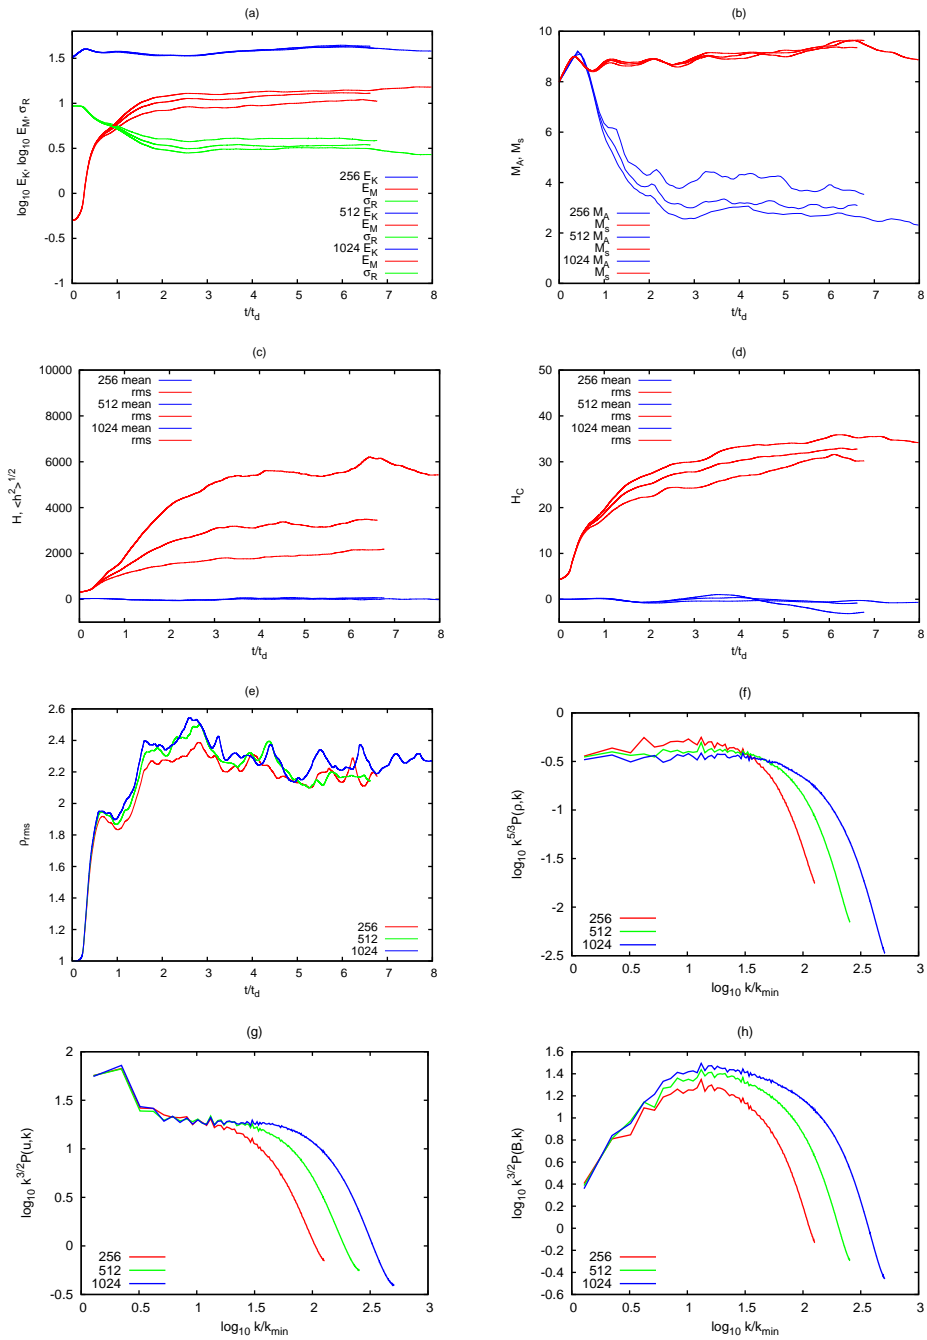 (a)
log10 EK, log10 EM, σR
1.5
1
0.5
0
-0.5
-1
256 EK
EM
σR
512 EK
EM
σR
1024 EK
EM
σR
0 1 2 3 4 5 6 7 8
t/td
(b)
MA, Ms
10
8
6
4
2
0
256 MA
Ms
512 MA
Ms
1024 MA
Ms
0 1 2 3 4 5 6 7 8
t/td
(c)
H, <h²>1/2
10000
8000
6000
4000
2000
0
256 mean
rms
512 mean
rms
1024 mean
rms
0 1 2 3 4 5 6 7 8
t/td
(d)
HC
50
40
30
20
10
0
256 mean
rms
512 mean
rms
1024 mean
rms
0 1 2 3 4 5 6 7 8
t/td
(e)
ρrms
2.6
2.4
2.2
2
1.8
1.6
1.4
1.2
1
256
512
1024
0 1 2 3 4 5 6 7 8
t/td
(f)
log10 k5/3P(ρ,k)
0
-0.5
-1
-1.5
-2
-2.5
256
512
1024
0 0.5 1 1.5 2 2.5 3
log10 k/kmin
(g)
log10 k3/2P(u,k)
2
1.5
1
0.5
0
-0.5
256
512
1024
0 0.5 1 1.5 2 2.5 3
log10 k/kmin
(h)
log10 k3/2P(B,k)
1.6
1.4
1.2
1
0.8
0.6
0.4
0.2
0
-0.2
-0.4
-0.6
256
512
1024
0 0.5 1 1.5 2 2.5 3
log10 k/kmin